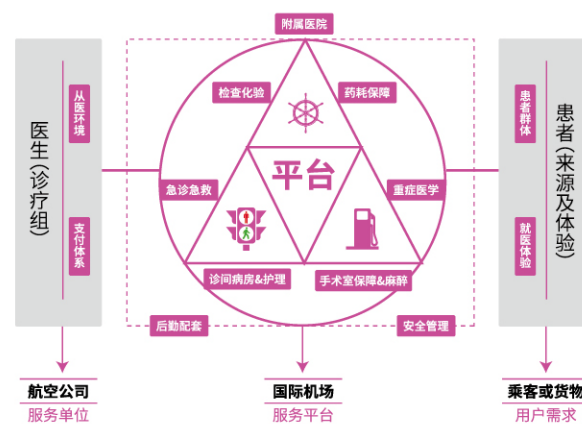 附属医院
检查化验
药耗保障
从医环境
医生(诊疗组)
支付体系
急诊急救
平台
重症医学
患者群体
患者(来源及体验)
就医体验
诊间病房&护理
手术室保障&麻醉
后勤配套
安全管理
航空公司
服务单位
国际机场
服务平台
乘客或货物
用户需求